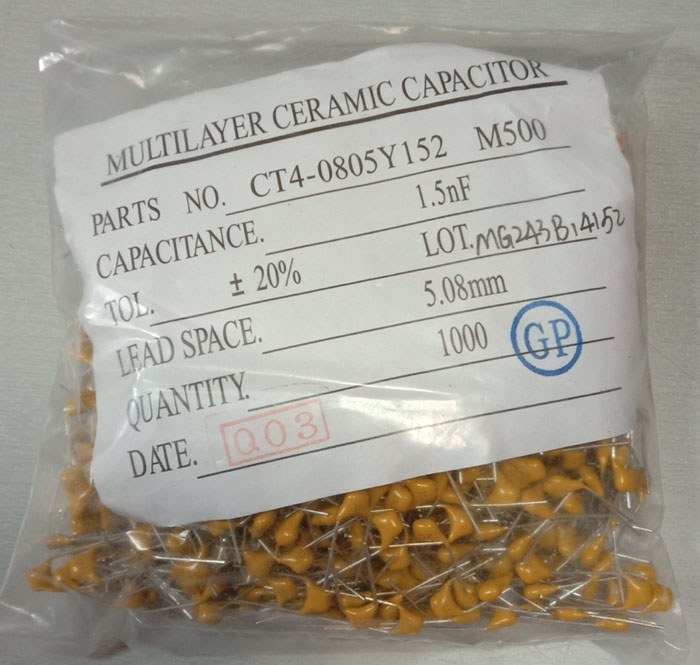 MULTILAYER CERAMIC CAPACITOR
PARTS NO. CT4-0805Y152 M500
CAPACITANCE. 1.5nF
TOL. ± 20% LOT. MG243B14152
LEAD SPACE. 5.08mm
QUANTITY. 1000 GP
DATE. Q03